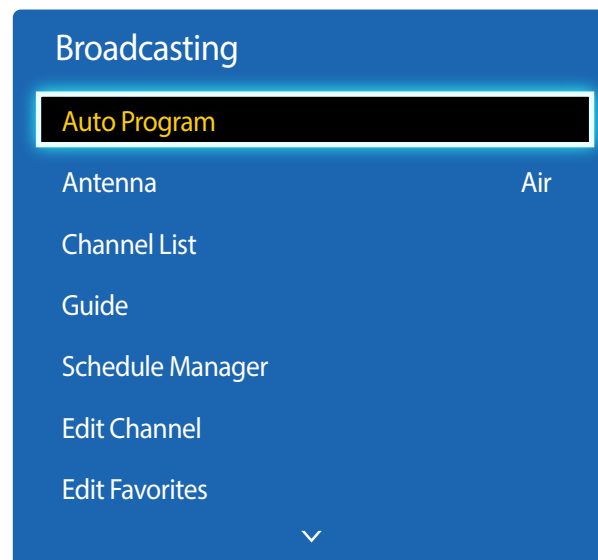 Broadcasting
Auto Program
Antenna Air
Channel List
Guide
Schedule Manager
Edit Channel
Edit Favorites